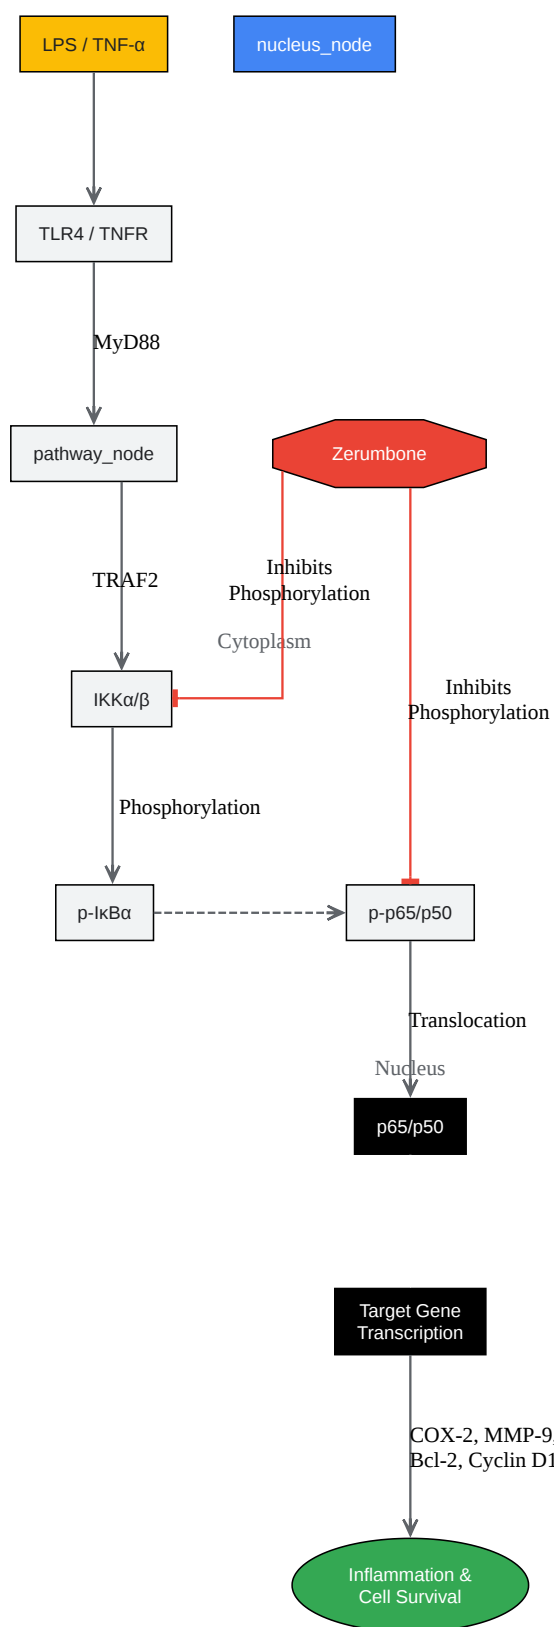 LPS / TNF-α
nucleus_node
TLR4 / TNFR
MyD88
pathway_node
Zerumbone
TRAF2
Inhibits
Phosphorylation
Cytoplasm
IKKα/β
Inhibits
Phosphorylation
Phosphorylation
p-IκBα
p-p65/p50
Translocation
Nucleus
p65/p50
Target Gene
Transcription
COX-2, MMP-9,
Bcl-2, Cyclin D1
Inflammation &
Cell Survival